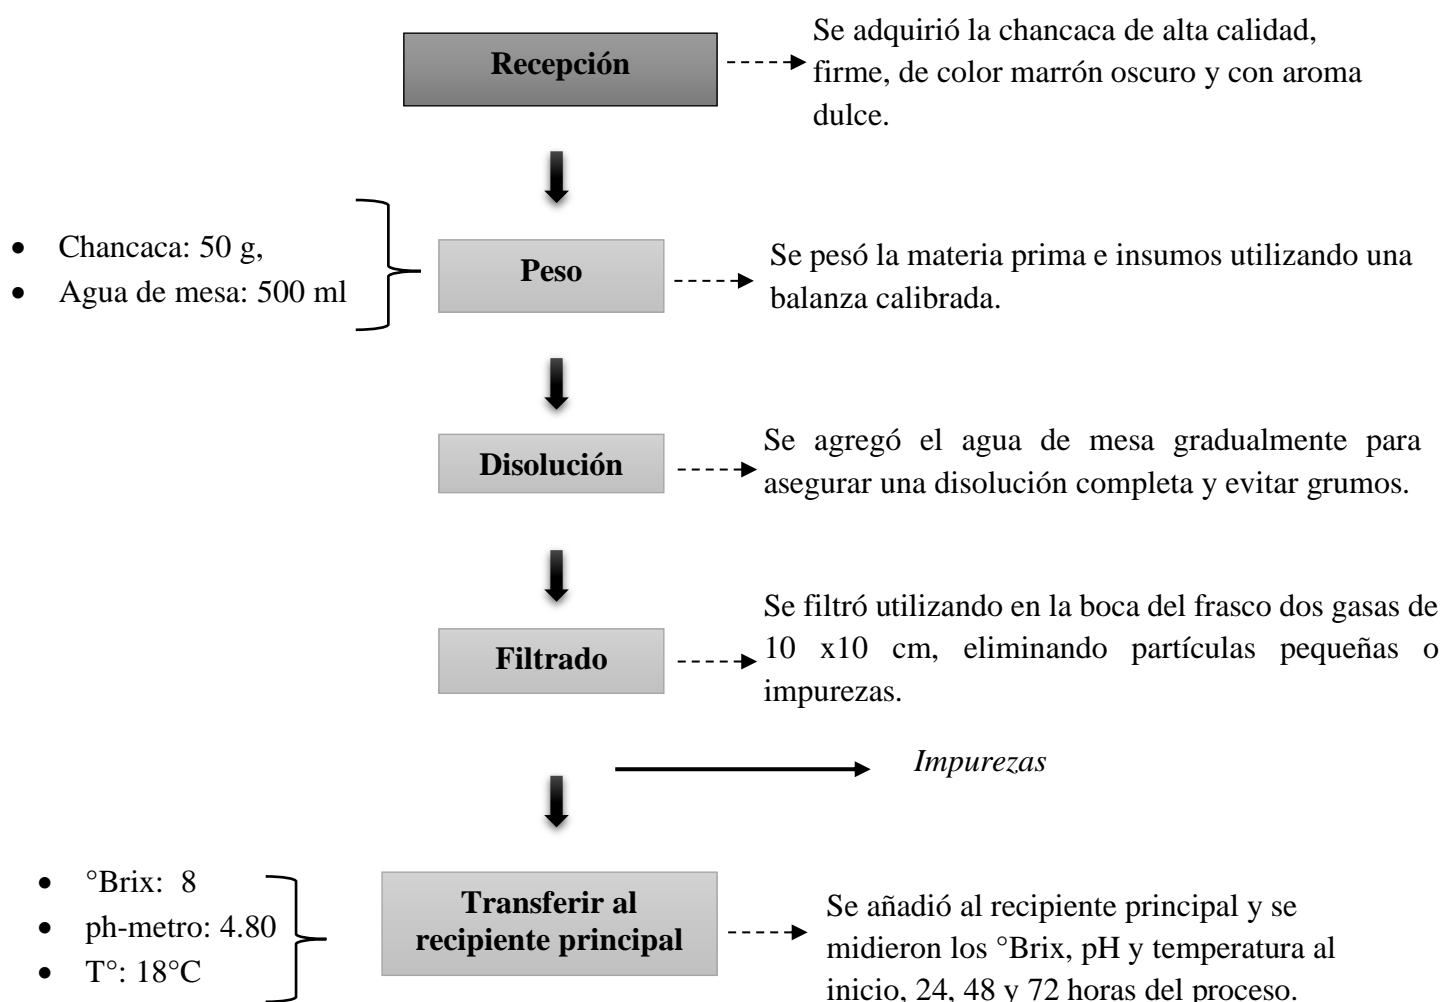 Recepción
Se adquirió la chancaca de alta calidad,
firme, de color marrón oscuro y con aroma
dulce.
• Chancaca: 50 g,
• Agua de mesa: 500 ml
Peso
Se pesó la materia prima e insumos utilizando una
balanza calibrada.
Disolución
Se agregó el agua de mesa gradualmente para
asegurar una disolución completa y evitar grumos.
Filtrado
Se filtró utilizando en la boca del frasco dos gasas de
10 x10 cm, eliminando partículas pequeñas o
impurezas.
Impurezas
• °Brix: 8
• ph-metro: 4.80
• T°: 18°C
Transferir al
recipiente principal
Se añadió al recipiente principal y se
midieron los °Brix, pH y temperatura al
inicio, 24, 48 y 72 horas del proceso.